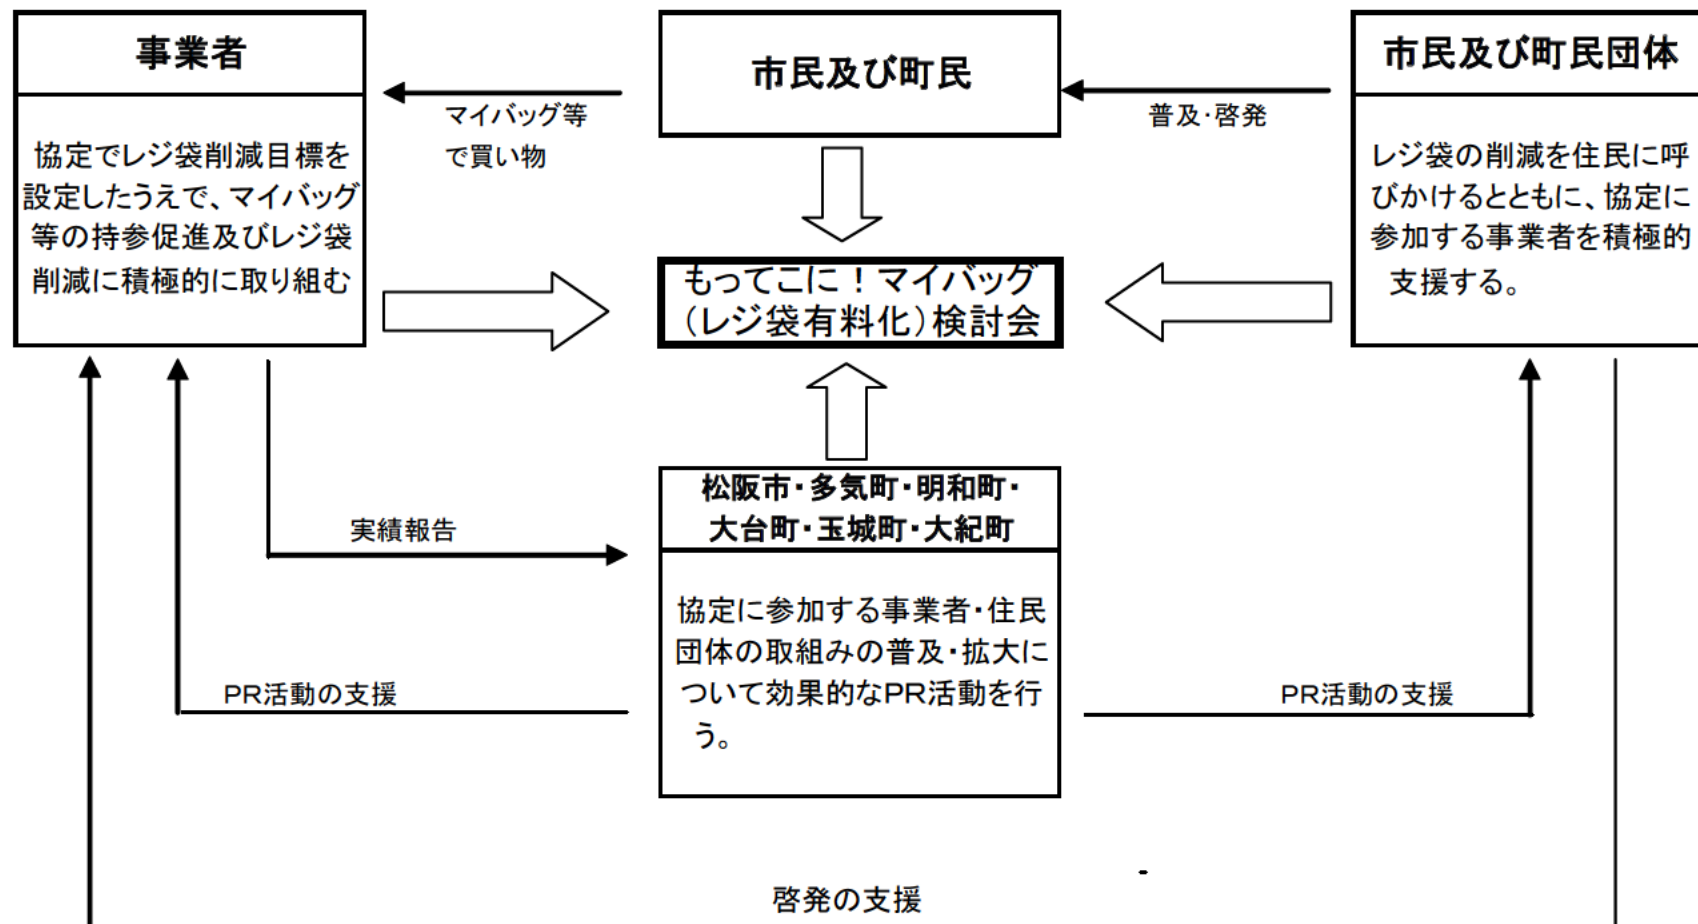 事業者
協定でレジ袋削減目標を
設定したうえで、マイバッグ
等の持参促進及びレジ袋
削減に積極的に取り組む
マイバッグ等
で買い物
市民及び町民
普及・啓発
市民及び町民団体
レジ袋の削減を住民に呼
びかけるとともに、協定に
参加する事業者を積極的
支援する。
もってこに！マイバッグ
（レジ袋有料化）検討会
松阪市・多気町・明和町・
大台町・玉城町・大紀町
協定に参加する事業者・住民
団体の取組みの普及・拡大に
ついて効果的なPR活動を行
う。
実績報告
PR活動の支援
PR活動の支援
啓発の支援